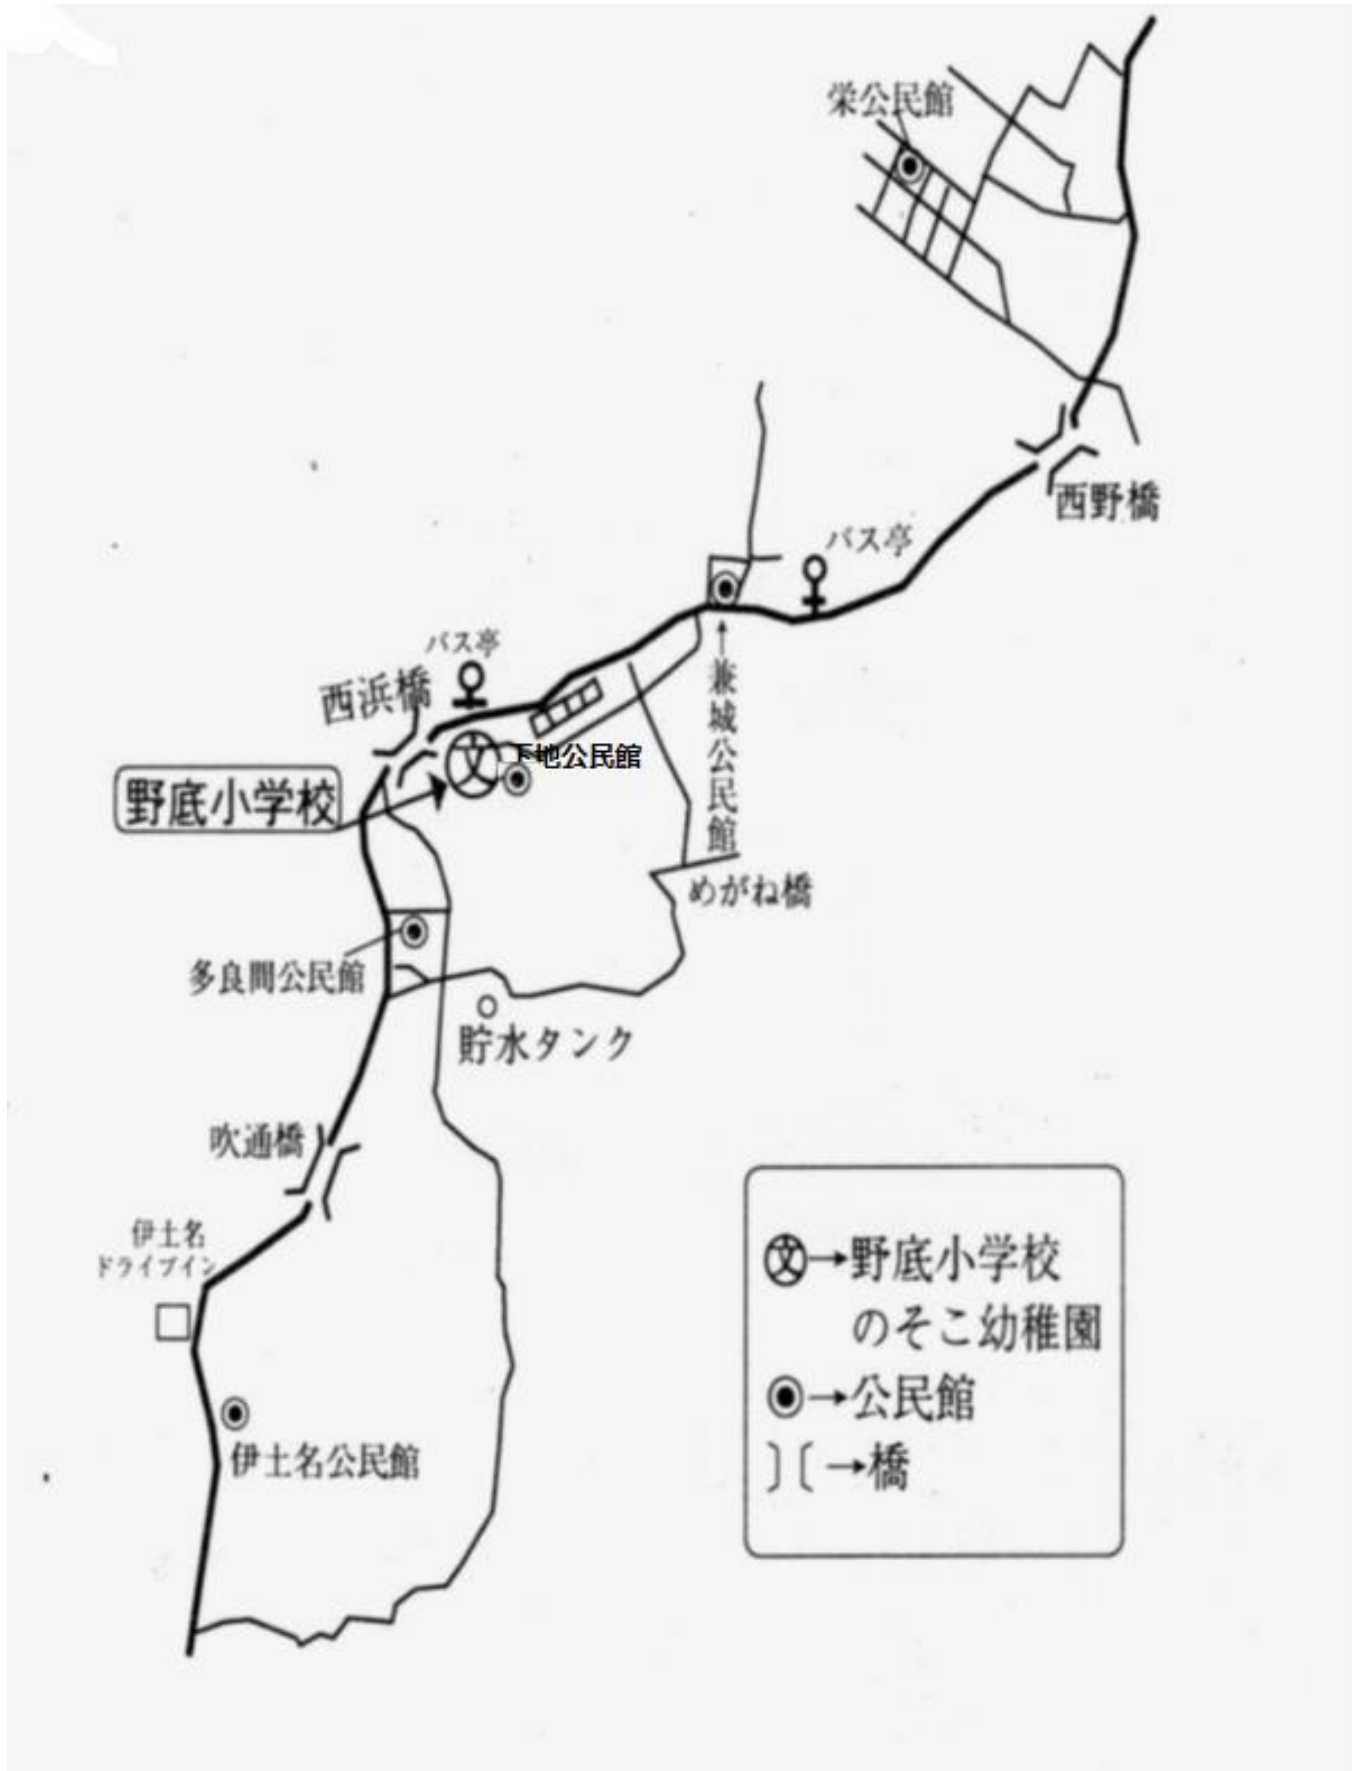 栄公民館
西野橋
バス亭
バス亭
西浜橋
兼城公民館
下地公民館
文
野底小学校
めがね橋
多良間公民館
貯水タンク
吹通橋
伊土名
ドライブイン
伊土名公民館
文→野底小学校
のそこ幼稚園
→公民館
→橋